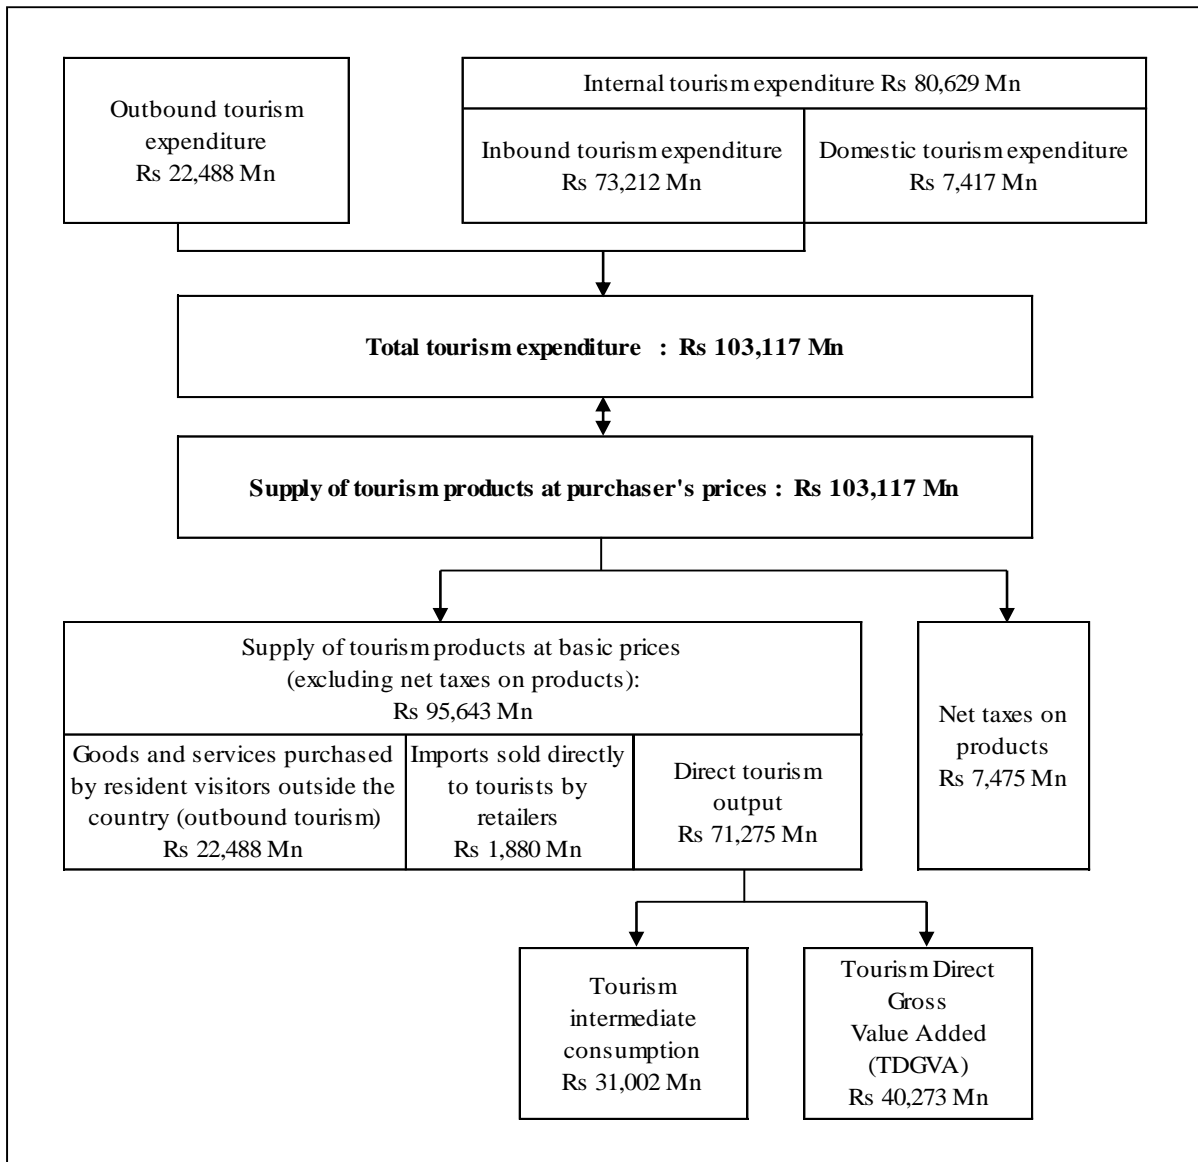 Outbound tourism
expenditure
Rs 22,488 Mn
Internal tourism expenditure Rs 80,629 Mn
Inbound tourism expenditure
Rs 73,212 Mn
Domestic tourism expenditure
Rs 7,417 Mn
Total tourism expenditure : Rs 103,117 Mn
Supply of tourism products at purchaser's prices : Rs 103,117 Mn
Supply of tourism products at basic prices
(excluding net taxes on products):
Rs 95,643 Mn
Goods and services purchased
by resident visitors outside the
country (outbound tourism)
Rs 22,488 Mn
Imports sold directly
to tourists by
retailers
Rs 1,880 Mn
Direct tourism
output
Rs 71,275 Mn
Net taxes on
products
Rs 7,475 Mn
Tourism
intermediate
consumption
Rs 31,002 Mn
Tourism Direct
Gross
Value Added
(TDGVA)
Rs 40,273 Mn